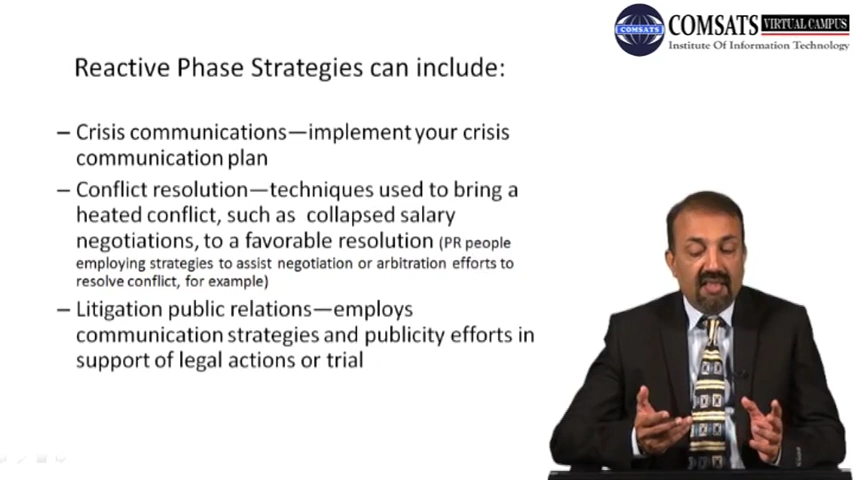 COMSATS
COMSATS VIRTUAL CAMPUS
Institute Of Information Technology
Reactive Phase Strategies can include:
– Crisis communications—implement your crisis
communication plan
– Conflict resolution—techniques used to bring a
heated conflict, such as collapsed salary
negotiations, to a favorable resolution (PR people
employing strategies to assist negotiation or arbitration efforts to
resolve conflict, for example)
– Litigation public relations—employs
communication strategies and publicity efforts in
support of legal actions or trial